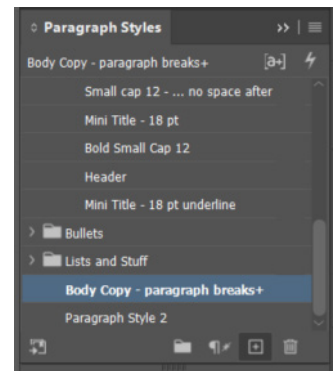 Paragraph Styles
Body Copy - paragraph breaks+
[a+]
Small cap 12 - ... no space after
Mini Title - 18 pt
Bold Small Cap 12
Header
Mini Title - 18 pt underline
Bullets
Lists and Stuff
Body Copy - paragraph breaks+
Paragraph Style 2